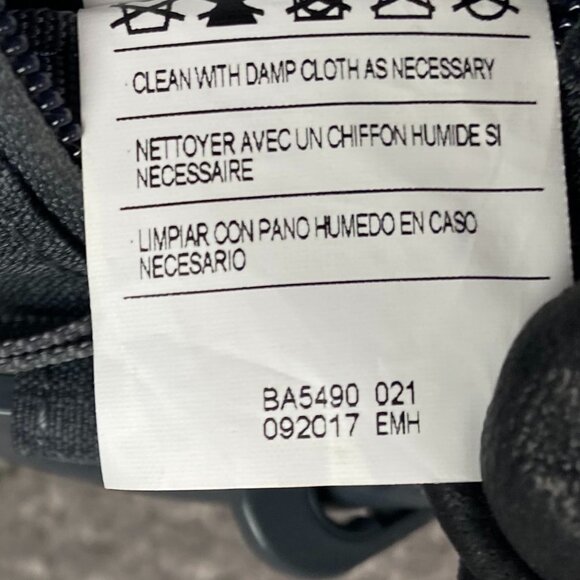 CLEAN WITH DAMP CLOTH AS NECESSARY
NETTOYER AVEC UN CHIFFON HUMIDE SI
NECESSAIRE
LIMPIAR CON PANO HUMEDO EN CASO
NECESARIO
BA5490 021
092017 EMH